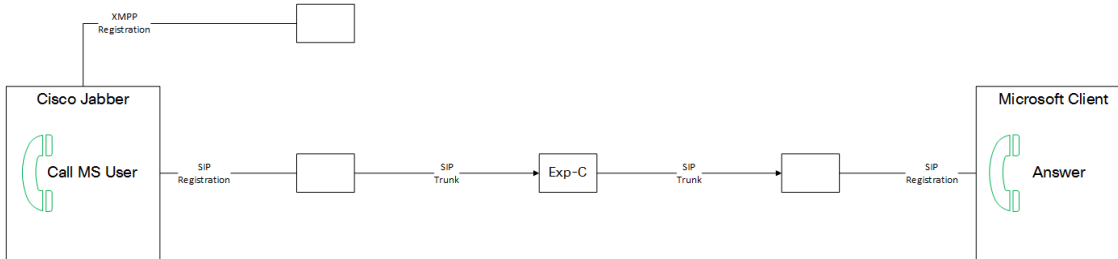 XMPP
Registration
Cisco Jabber
Microsoft Client
Call MS User
SIP
Registration
SIP
Trunk
Exp-C
SIP
Trunk
SIP
Registration
Answer